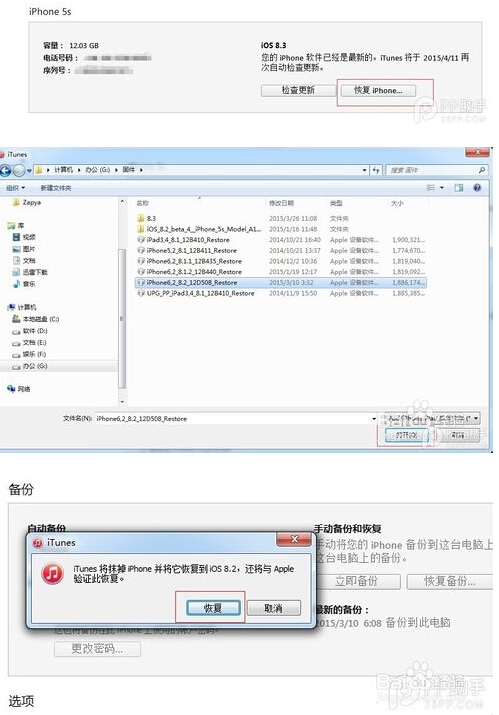 iPhone 5s
容量： 12.03 GB
电话号码：
序列号：
iOS 8.3
您的 iPhone 软件已经是最新的。iTunes 将于 2015/4/11 再
次自动检查更新。
检查更新 恢复 iPhone...
PP助手
25PP.COM
iTunes
计算机 办公 (G:) 固件 搜索 固件
组织 新建文件夹
名称 修改日期 类型 大小
Zapya
库
视频
图片
文档
迅雷下载
音乐
计算机
本地磁盘 (C:)
软件 (D:)
文档 (E:)
娱乐 (F:)
办公 (G:)
网络
8.3 2015/3/26 11:08 文件夹
iOS_8.2_beta_4__iPhone_5s_Model_A1... 2015/1/14 21:48 文件夹
iPad3,4_8.1_12B410_Restore 2014/10/21 16:40 Apple 设备软件... 1,900,321...
iPhone5,2_8.1_12B411_Restore 2014/10/21 13:37 Apple 设备软件... 1,774,670...
iPhone6,2_8.1.1_12B435_Restore 2014/12/2 10:36 Apple 设备软件... 1,819,040...
iPhone6,2_8.1.2_12B440_Restore 2015/1/19 12:17 Apple 设备软件... 1,819,092...
iPhone6,2_8.2_12D508_Restore 2015/3/10 3:32 Apple 设备软件... 1,886,174...
UPG_PP_iPad3,4_8.1_12B410_Restore 2014/11/9 15:50 Apple 设备软件... 1,885,385...
文件名(N): iPhone6,2_8.2_12D508_Restore
打开(O) 取消
备份
自动备份
手动备份和恢复
手动将您的 iPhone 备份到这台电脑
这台电脑上的备份。
立即备份 恢复备份...
最新的备份：
2015/3/10 6:08 备份到此电脑
iTunes
iTunes 将抹掉 iPhone 并将它恢复到 iOS 8.2，还将与 Apple
验证此恢复。
恢复 取消
更改密码...
选项
Baidu经验
PP助手
25PP.COM